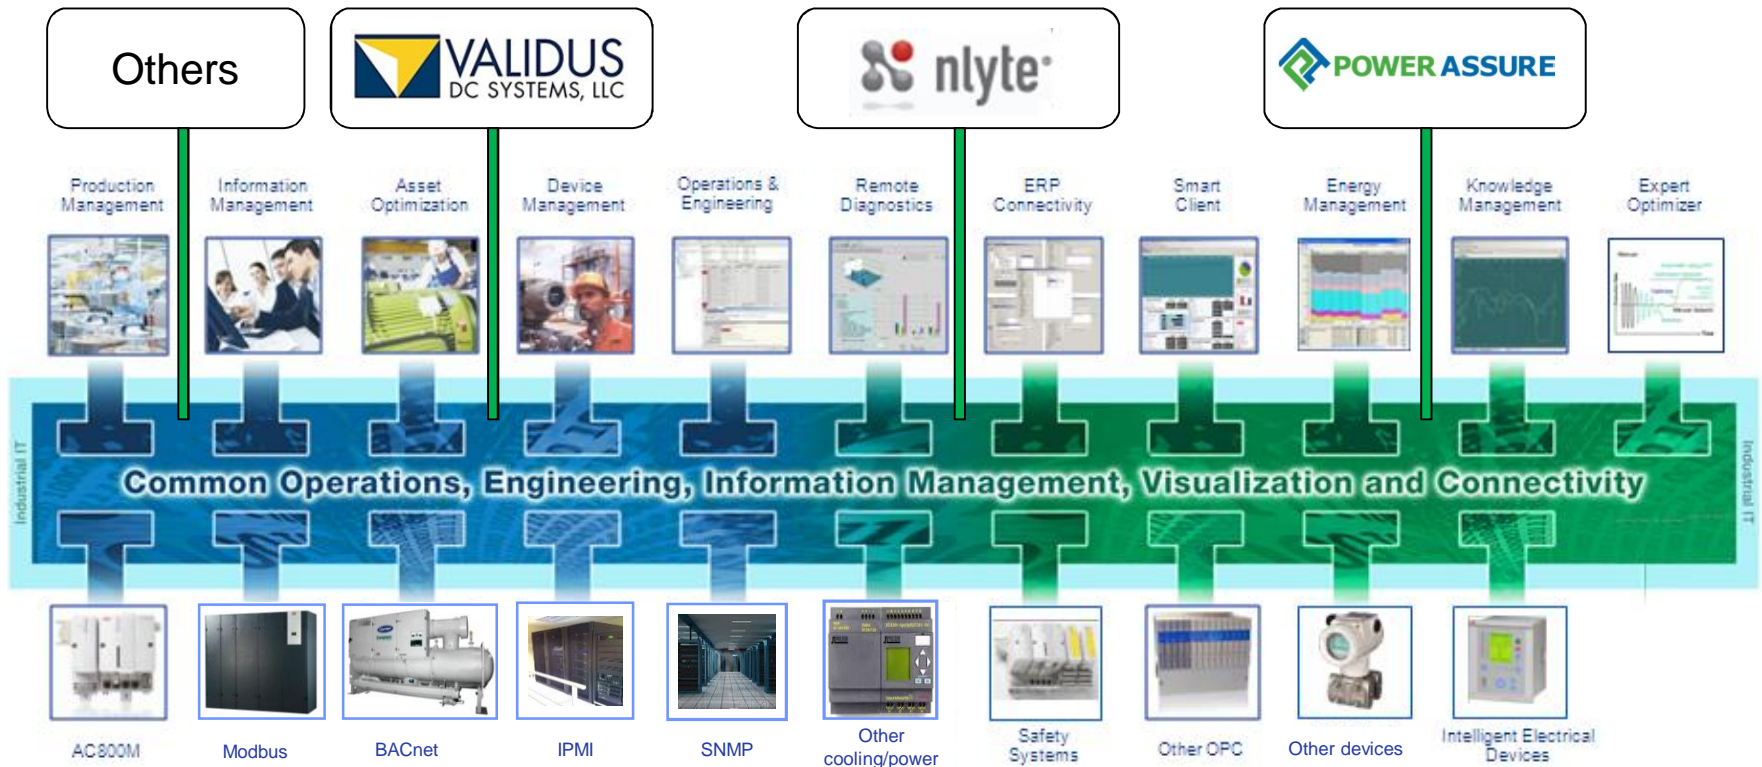 Others
VALIDUS
DC SYSTEMS, LLC
nlyte
POWER ASSURE
Production
Management
Information
Management
Asset
Optimization
Device
Management
Operations &
Engineering
Remote
Diagnostics
ERP
Connectivity
Smart
Client
Energy
Management
Knowledge
Management
Expert
Optimizer
Industrial IT
Common Operations, Engineering, Information Management, Visualization and Connectivity
Industrial IT
AC800M
Modbus
BACnet
IPMI
SNMP
Other
cooling/power
Safety
Systems
Other OPC
Other devices
Intelligent Electrical
Devices